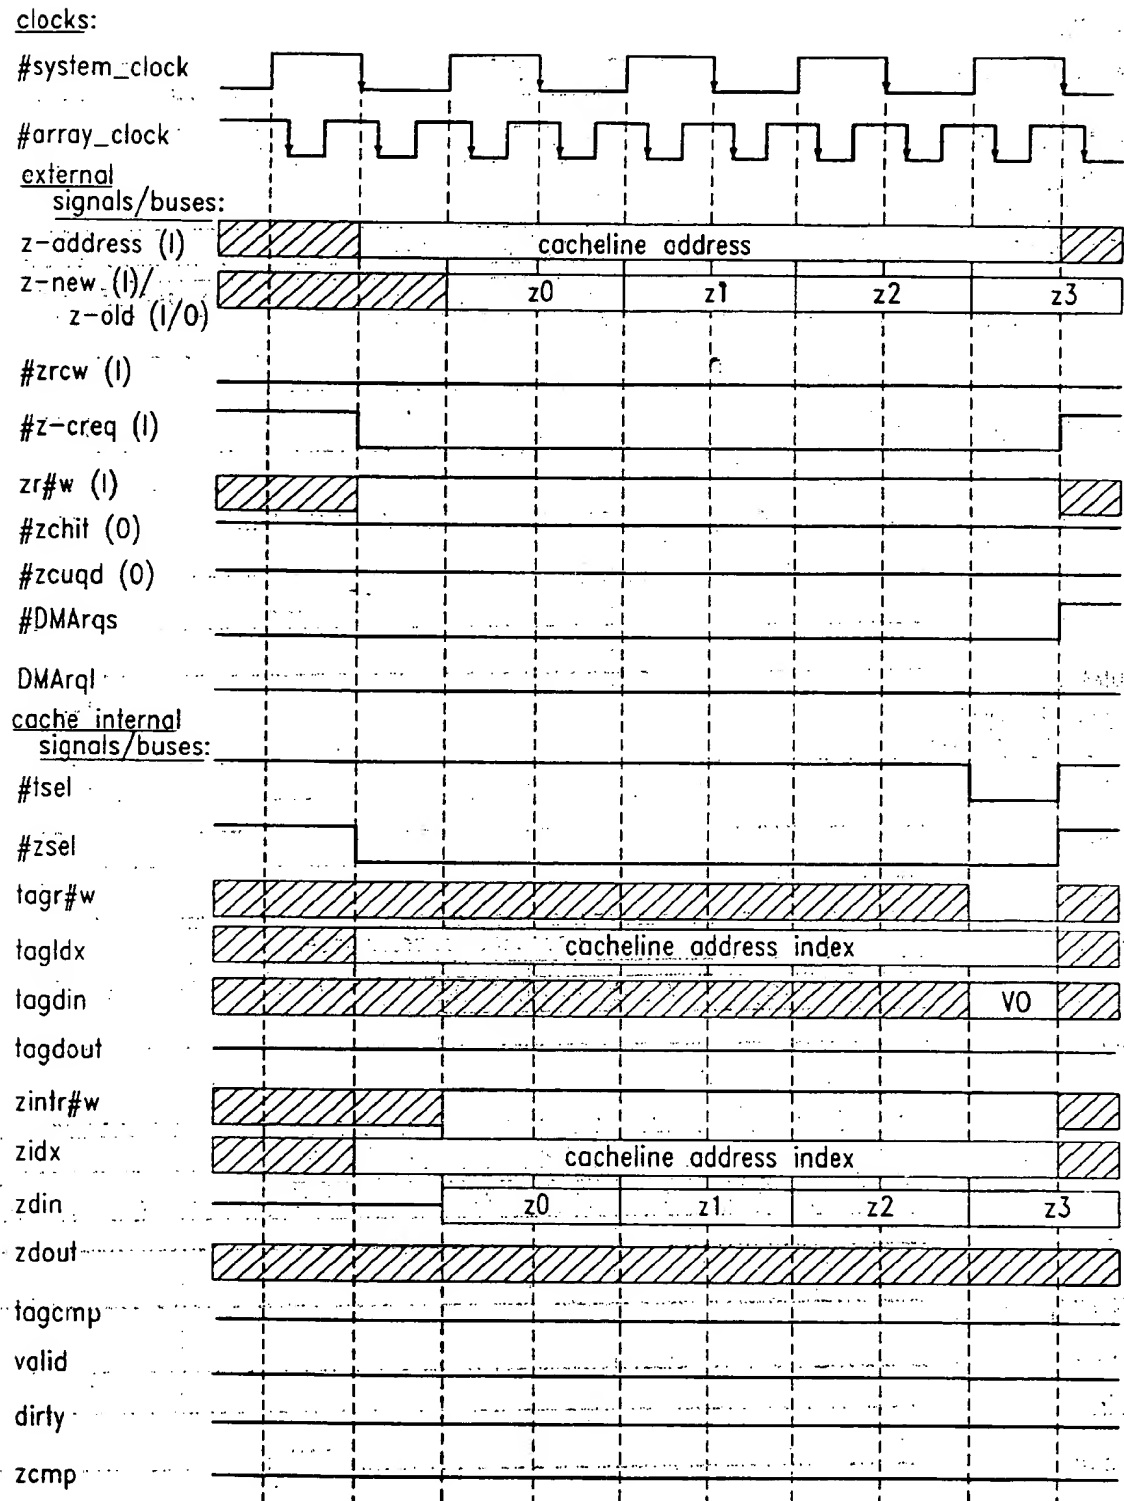 clocks:
#system_clock
#array_clock
external
signals/buses:
z-address (I)
cacheline address
z-new (I)/
z-old (I/O)
z0 z1 z2 z3
#zrcw (I)
#z-creq (I)
zr#w (I)
#zchit (O)
#zcuqd (O)
#DMArqs
DMArql
cache internal
signals/buses:
#tsel
#zsel
tagr#w
tagIdx
cacheline address index
tagdin
VO
tagdout
zintr#w
zidx
cacheline address index
zdin
z0 z1 z2 z3
zdout
tagcmp
valid
dirty
zcmp